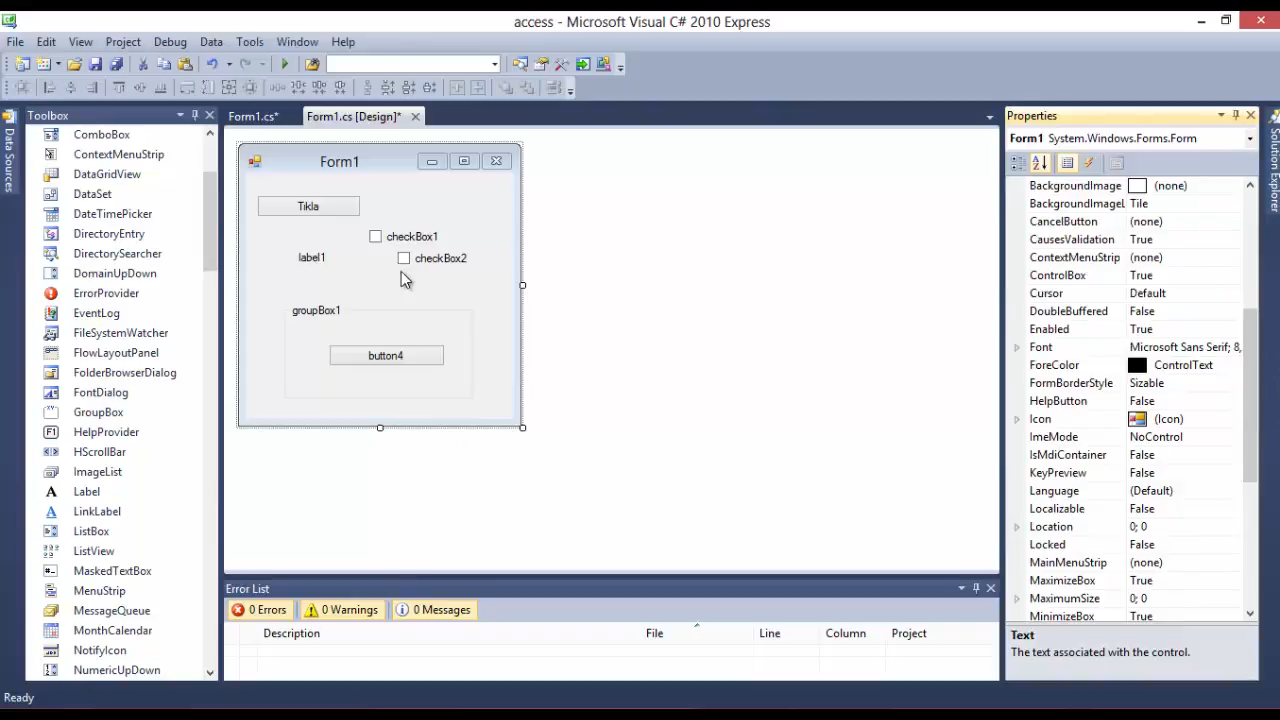 access - Microsoft Visual C# 2010 Express
File Edit View Project Debug Data Tools Window Help
Data Sources
Toolbox
ComboBox
ContextMenuStrip
DataGridView
DataSet
DateTimePicker
DirectoryEntry
DirectorySearcher
DomainUpDown
ErrorProvider
EventLog
FileSystemWatcher
FlowLayoutPanel
FolderBrowserDialog
FontDialog
GroupBox
HelpProvider
HScrollBar
ImageList
Label
LinkLabel
ListBox
ListView
MaskedTextBox
MenuStrip
MessageQueue
MonthCalendar
NotifyIcon
NumericUpDown
Form1.cs* Form1.cs [Design]*
Form1
Tıkla
checkBox1
label1 checkBox2
groupBox1
button4
Error List
0 Errors 0 Warnings 0 Messages
Description File Line Column Project
Properties
Form1 System.Windows.Forms.Form
BackgroundImage (none)
BackgroundImageL Tile
CancelButton (none)
CausesValidation True
ContextMenuStrip (none)
ControlBox True
Cursor Default
DoubleBuffered False
Enabled True
Font Microsoft Sans Serif; 8,
ForeColor ControlText
FormBorderStyle Sizable
HelpButton False
Icon (Icon)
ImeMode NoControl
IsMdiContainer False
KeyPreview False
Language (Default)
Localizable False
Location 0; 0
Locked False
MainMenuStrip (none)
MaximizeBox True
MaximumSize 0; 0
MinimizeBox True
Text
The text associated with the control.
Solution Explorer
Ready